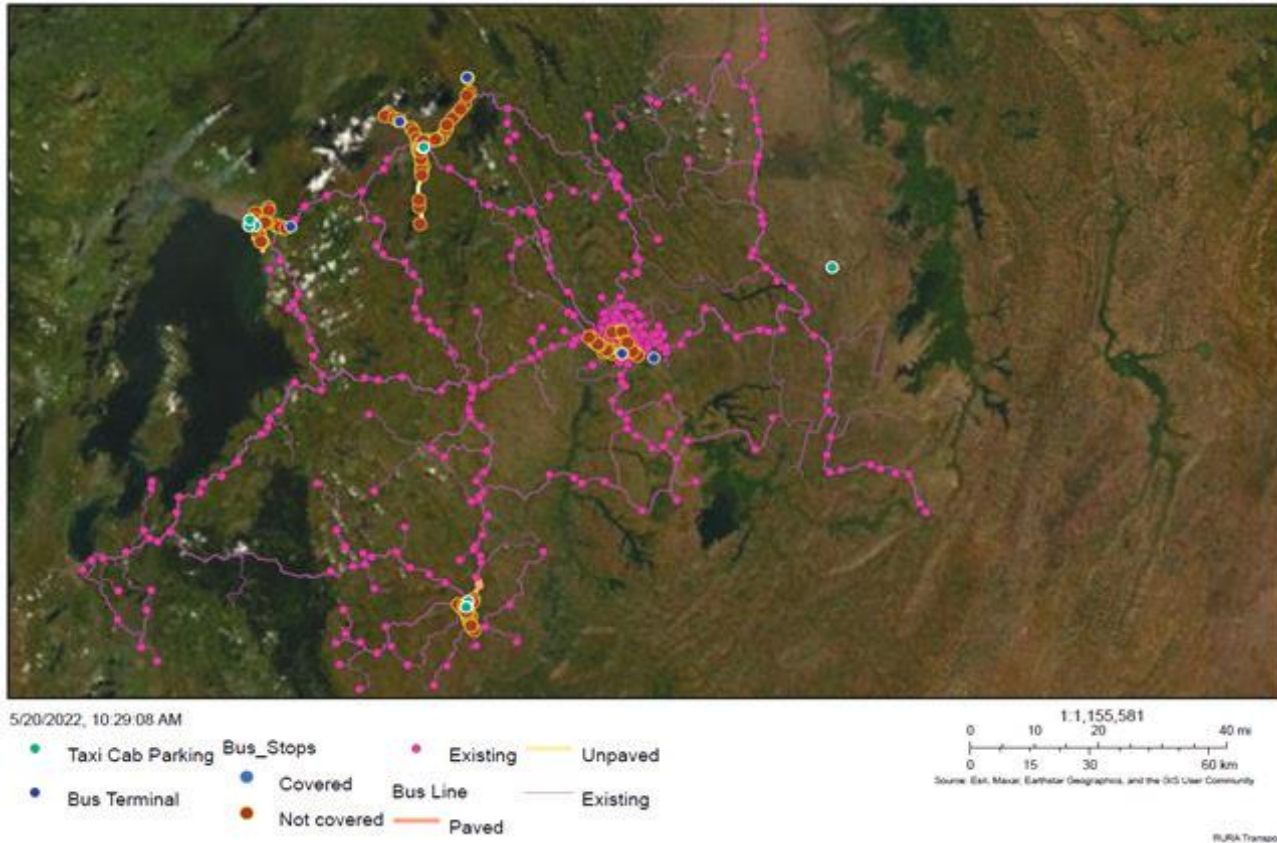 5/20/2022, 10:29:08 AM
Taxi Cab Parking
Bus Terminal
Bus_Stops
Covered
Not covered
Existing
Bus Line
Paved
Unpaved
Existing
1:1,155,581
0 10 20 40 mi
0 15 30 60 km
Source: Esri, Maxar, Earthstar Geographics, and the GIS User Community
RURA Transpo